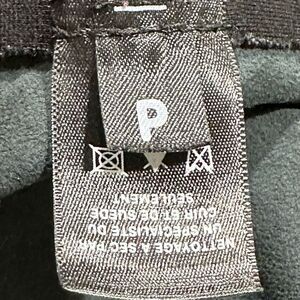 P
NETTOYAGE A SEC PAR
UN SPECIALISTE DU
CUIR ET DE SUEDE
SEULEMENT